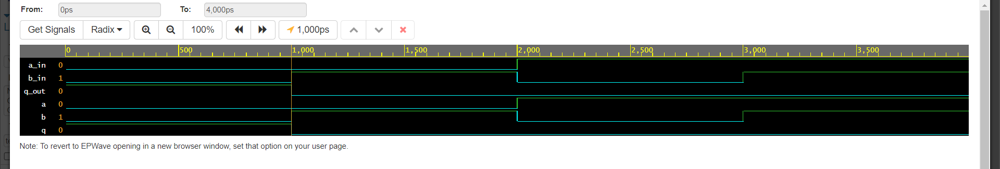 From: 0ps To: 4,000ps
Get Signals Radix 100% 1,000ps
0 500 1,000 1,500 2,000 2,500 3,000 3,500
a_in 0
b_in 1
q_out 0
a 0
b 1
q 0
Note: To revert to EPWave opening in a new browser window, set that option on your user page.